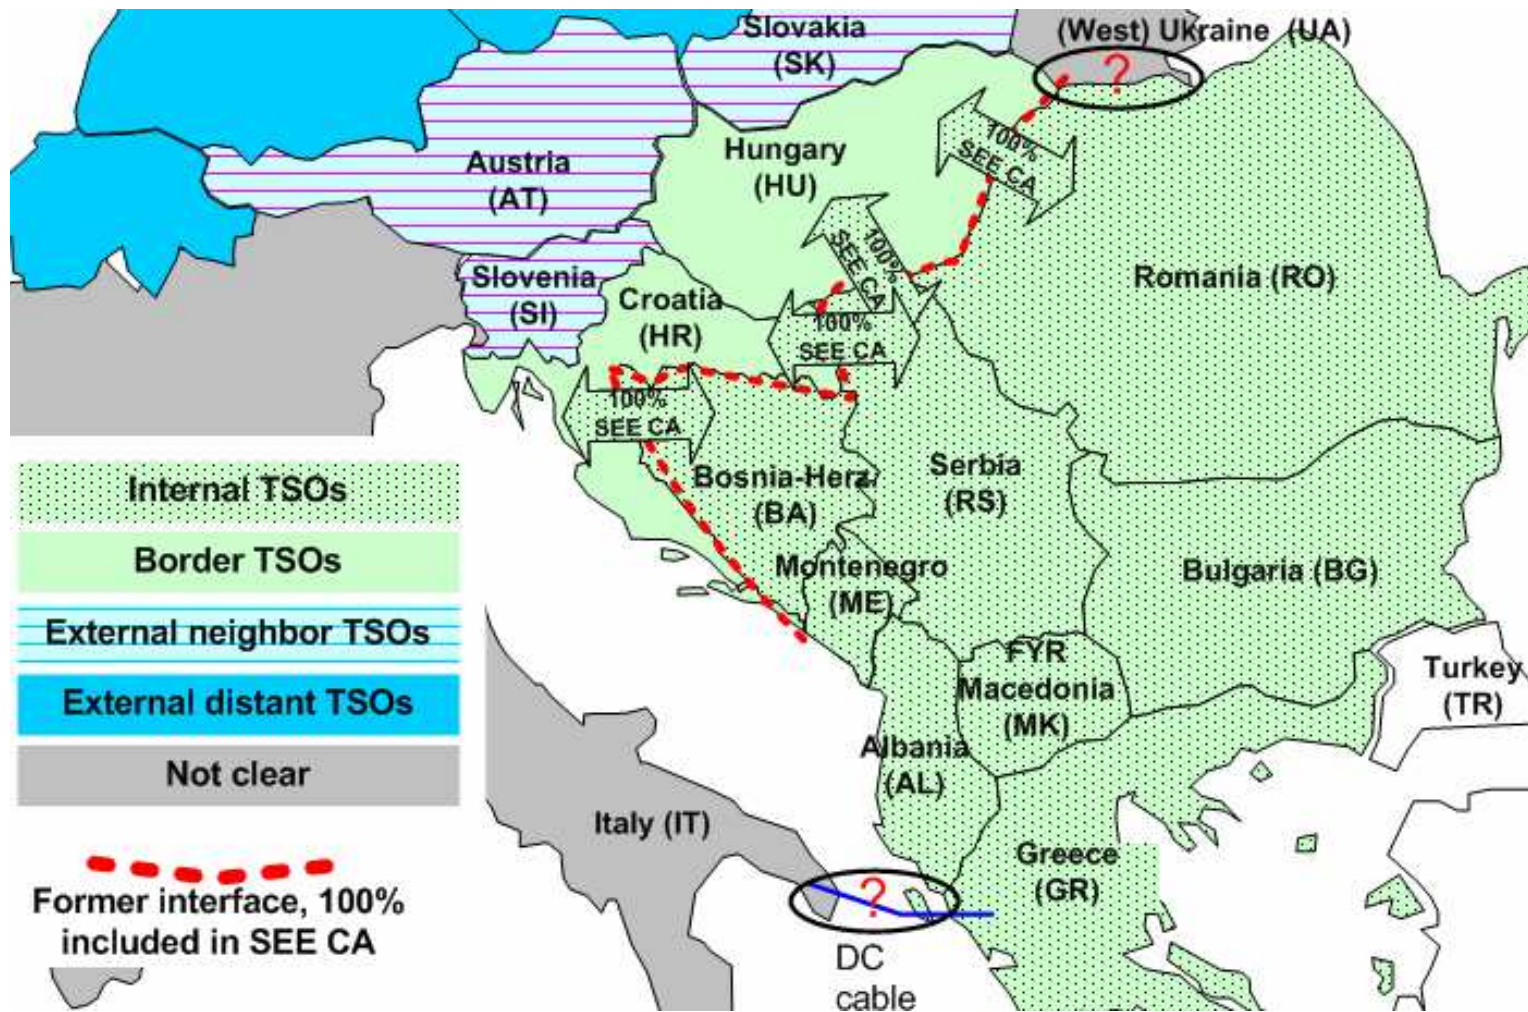 Slovakia
(SK)
(West) Ukraine (UA)
?
Austria
(AT)
Hungary
(HU)
100%
SEE CA
100%
SEE CA
Romania (RO)
Slovenia
(SI)
Croatia
(HR)
100%
SEE CA
100%
SEE CA
Bosnia-Herz.
(BA)
Serbia
(RS)
Montenegro
(ME)
Bulgaria (BG)
FYR
Macedonia
(MK)
Turkey
(TR)
Albania
(AL)
Italy (IT)
Greece
(GR)
?
DC
cable
Internal TSOs
Border TSOs
External neighbor TSOs
External distant TSOs
Not clear
Former interface, 100%
included in SEE CA